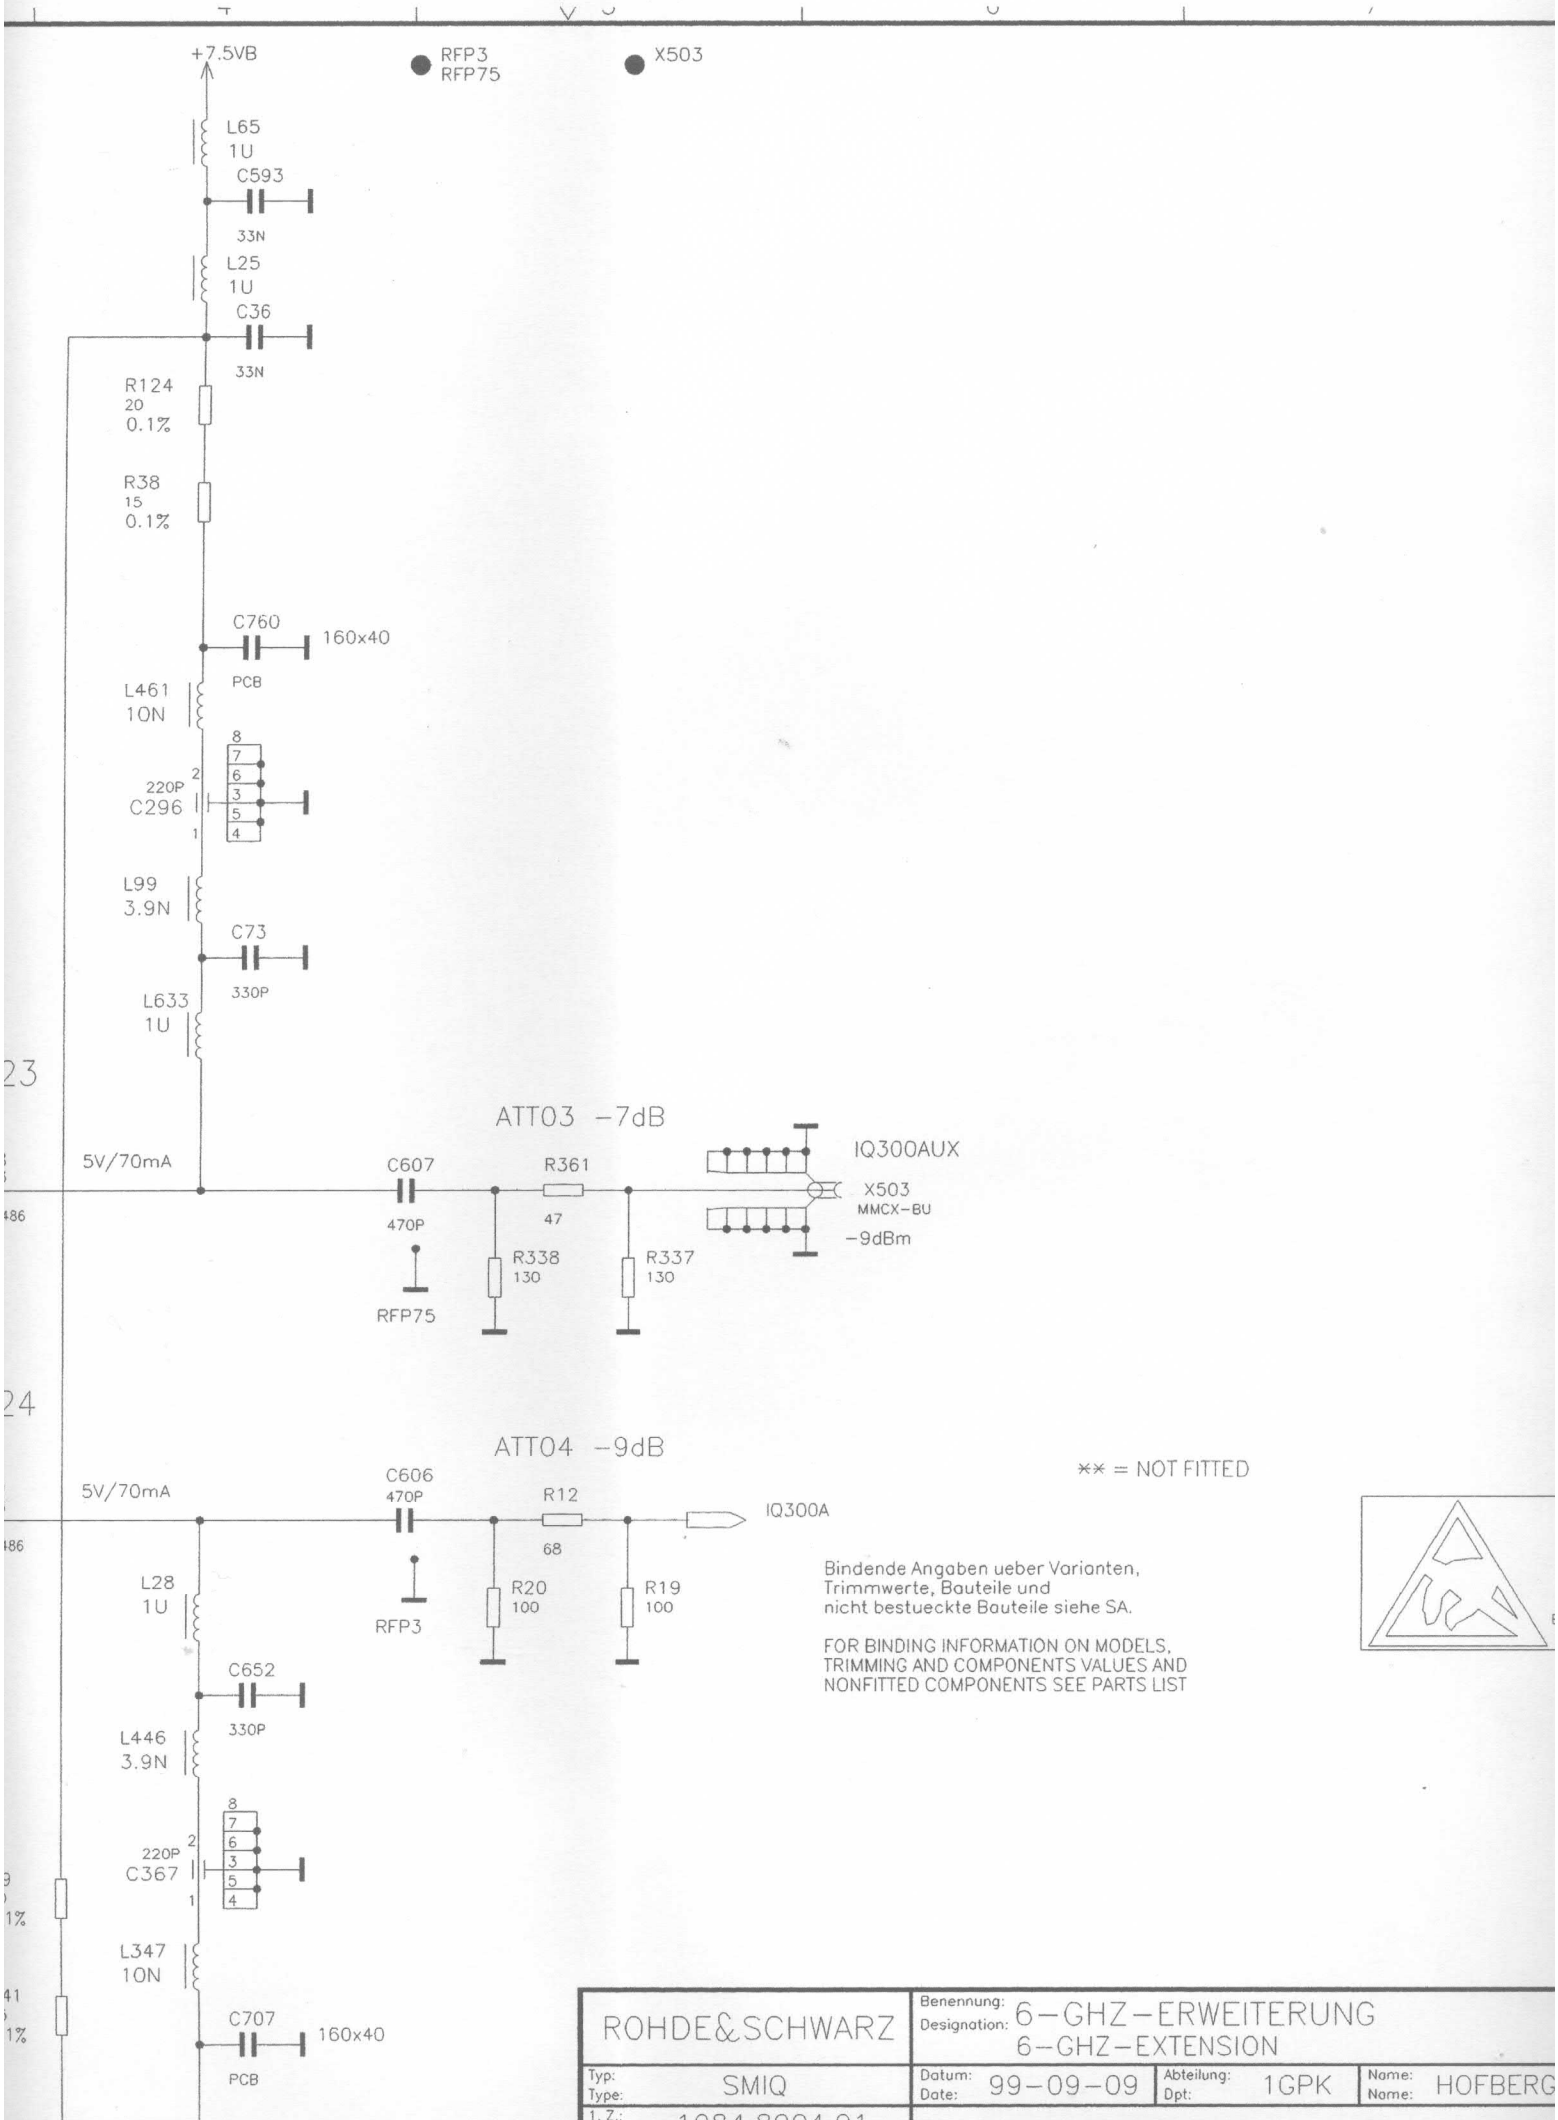 +7.5VB
RFP3
RFP75
X503
L65
1U
C593
33N
L25
1U
C36
33N
R124
20
0.1%
R38
15
0.1%
C760
160x40
PCB
L461
10N
8
7
6
3
5
4
2
220P
C296
1
L99
3.9N
C73
330P
L633
1U
23
ATT03 -7dB
5V/70mA
C607
470P
R361
47
IQ300AUX
X503
MMCX-BU
-9dBm
486
R338
130
R337
130
RFP75
24
ATT04 -9dB
** = NOT FITTED
5V/70mA
C606
470P
R12
68
IQ300A
486
R20
100
R19
100
RFP3
L28
1U
Bindende Angaben ueber Varianten,
Trimmwerte, Bauteile und
nicht bestueckte Bauteile siehe SA.
FOR BINDING INFORMATION ON MODELS,
TRIMMING AND COMPONENTS VALUES AND
NONFITTED COMPONENTS SEE PARTS LIST
C652
330P
L446
3.9N
8
7
6
3
5
4
2
220P
C367
1
9
1%
L347
10N
41
1%
C707
160x40
PCB
ROHDE&SCHWARZ
Benennung: 6-GHZ-ERWEITERUNG
Designation: 6-GHZ-EXTENSION
Typ:
Type: SMIQ
Datum:
Date: 99-09-09
Abteilung:
Dpt: 1GPK
Name:
Name: HOFBERG
1. Z.: